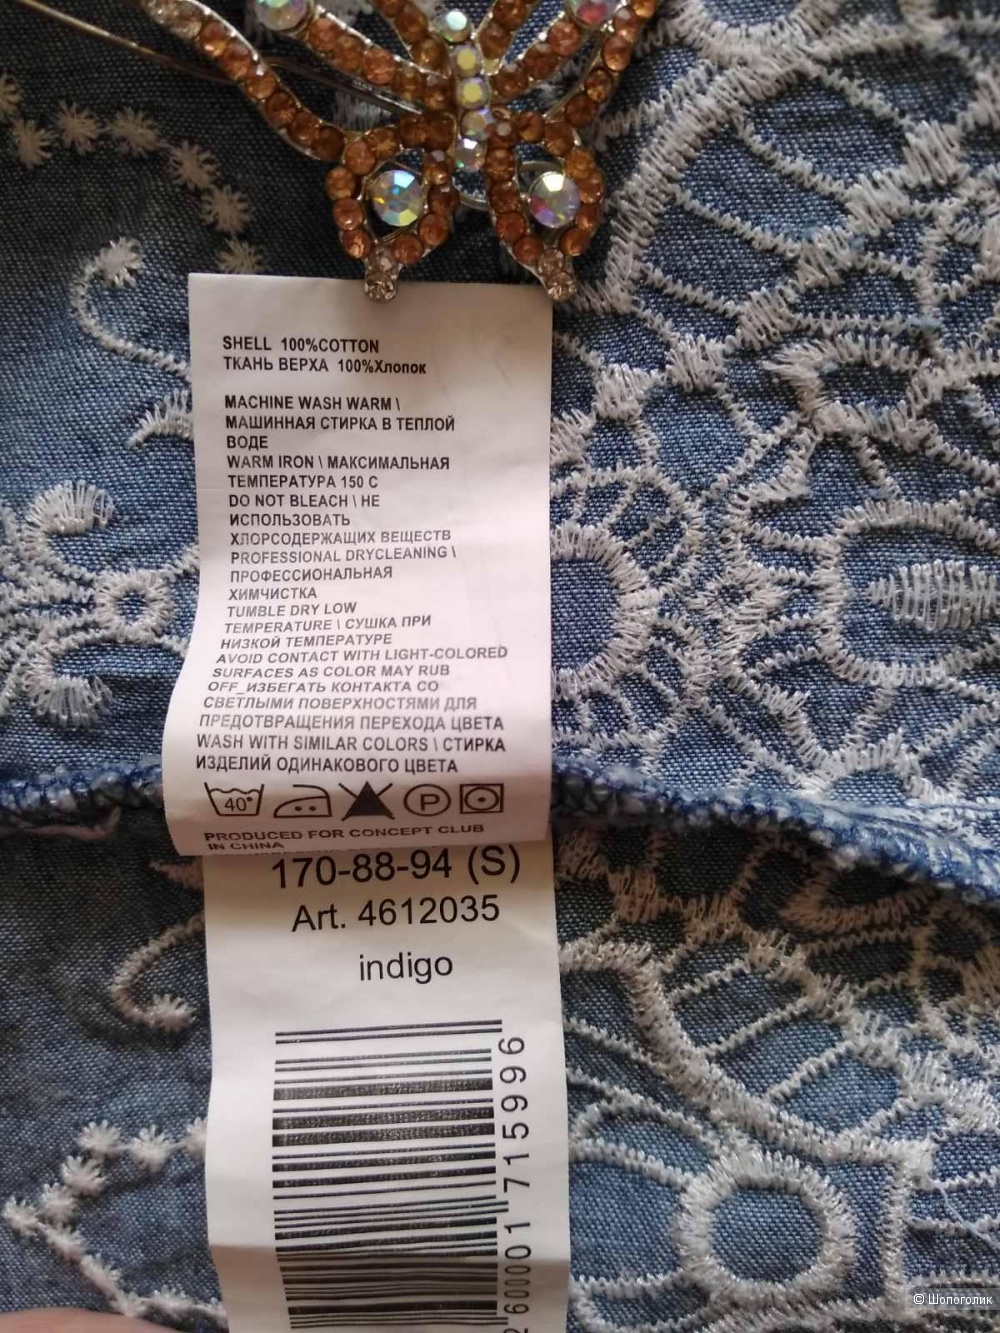 SHELL 100%COTTON
ТКАНЬ ВЕРХА 100%Хлопок
MACHINE WASH WARM \
МАШИННАЯ СТИРКА В ТЕПЛОЙ
ВОДЕ
WARM IRON \ МАКСИМАЛЬНАЯ
ТЕМПЕРАТУРА 150 С
DO NOT BLEACH \ НЕ
ИСПОЛЬЗОВАТЬ
ХЛОРСОДЕРЖАЩИХ ВЕЩЕСТВ
PROFESSIONAL DRYCLEANING \
ПРОФЕССИОНАЛЬНАЯ
ХИМЧИСТКА
TUMBLE DRY LOW
TEMPERATURE \ СУШКА ПРИ
НИЗКОЙ ТЕМПЕРАТУРЕ
AVOID CONTACT WITH LIGHT-COLORED
SURFACES AS COLOR MAY RUB
OFF_ИЗБЕГАТЬ КОНТАКТА СО
СВЕТЛЫМИ ПОВЕРХНОСТЯМИ ДЛЯ
ПРЕДОТВРАЩЕНИЯ ПЕРЕХОДА ЦВЕТА
WASH WITH SIMILAR COLORS \ СТИРКА
ИЗДЕЛИЙ ОДИНАКОВОГО ЦВЕТА
40° P
PRODUCED FOR CONCEPT CLUB
IN CHINA
170-88-94 (S)
Art. 4612035
indigo
2 600001 715996
© Шопоголик